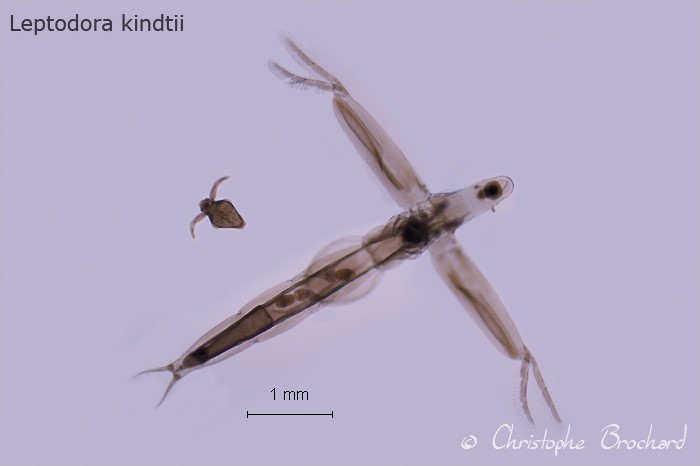 Leptodora kindtii
1 mm
© Christophe Brochard